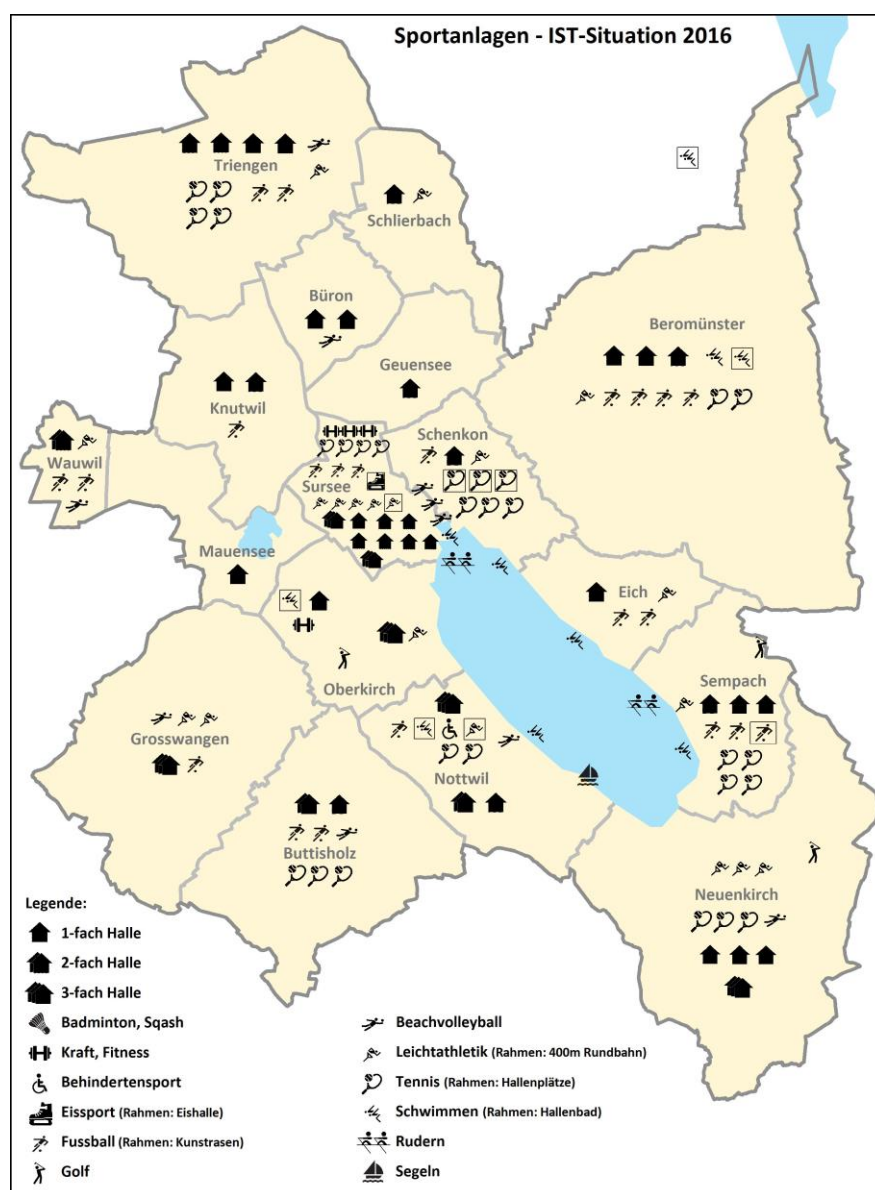 Sportanlagen - IST-Situation 2016
Triengen
Schlierbach
Büron
Beromünster
Geuensee
Knutwil
Schenkon
Wauwil
Sursee
Mauensee
Eich
Sempach
Oberkirch
Grosswangen
Nottwil
Buttisholz
Neuenkirch
Legende:
1-fach Halle
2-fach Halle
3-fach Halle
Badminton, Sqash
Kraft, Fitness
Behindertensport
Eissport (Rahmen: Eishalle)
Fussball (Rahmen: Kunstrasen)
Golf
Beachvolleyball
Leichtathletik (Rahmen: 400m Rundbahn)
Tennis (Rahmen: Hallenplätze)
Schwimmen (Rahmen: Hallenbad)
Rudern
Segeln